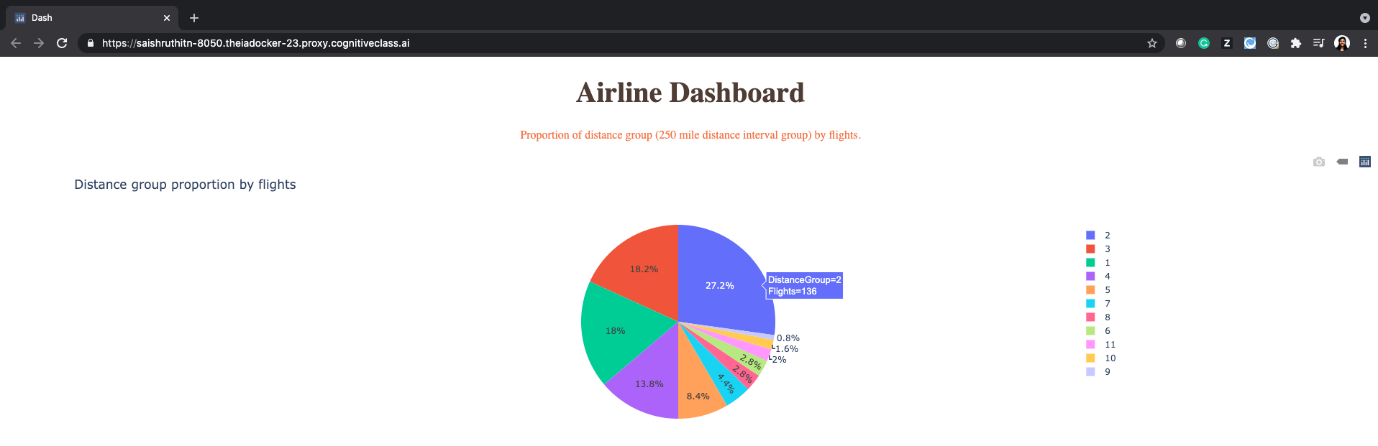 Dash
https://saishruthitn-8050.theiadocker-23.proxy.cognitiveclass.ai
Z
Airline Dashboard
Proportion of distance group (250 mile distance interval group) by flights.
Distance group proportion by flights
27.2%
18.2%
18%
13.8%
8.4%
4.4%
2.8%
2.8%
2%
1.6%
0.8%
DistanceGroup=2
Flights=136
2
3
1
4
5
7
8
6
11
10
9